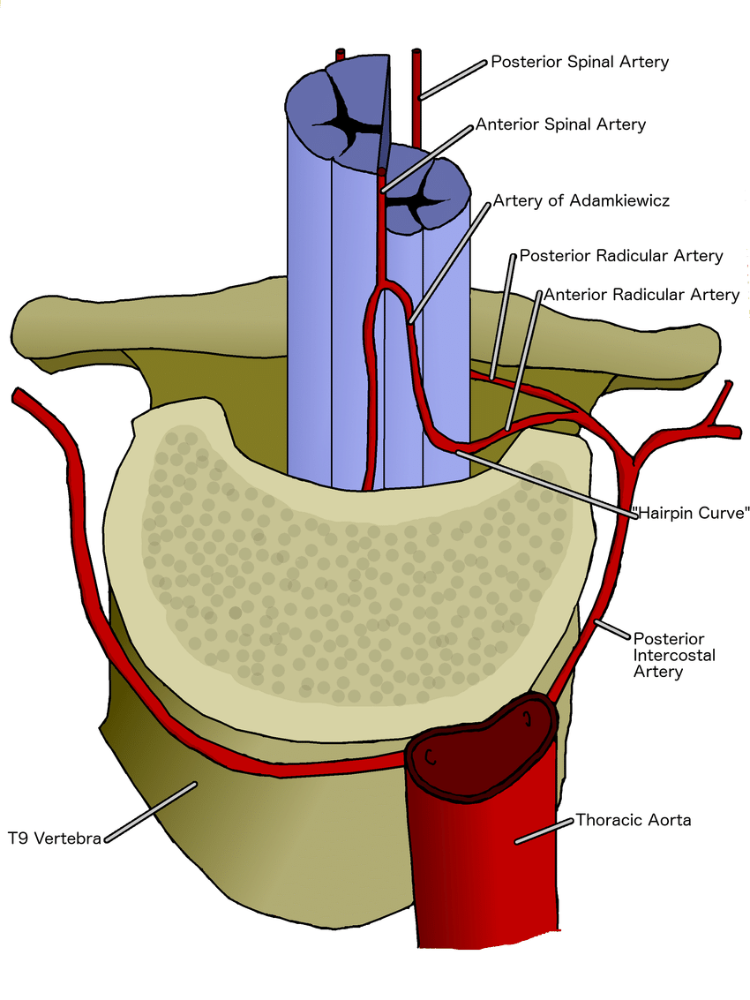 Posterior Spinal Artery
Anterior Spinal Artery
Artery of Adamkiewicz
Posterior Radicular Artery
Anterior Radicular Artery
"Hairpin Curve"
Posterior
Intercostal
Artery
Thoracic Aorta
T9 Vertebra